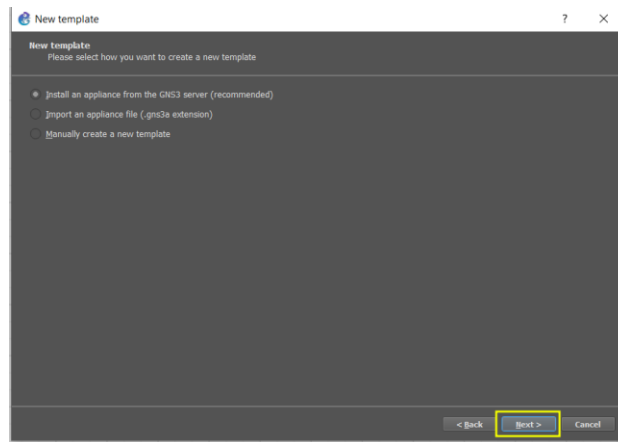 New template
?
New template
Please select how you want to create a new template
Install an appliance from the GNS3 server (recommended)
Import an appliance file (.gns3a extension)
Manually create a new template
< Back Next > Cancel